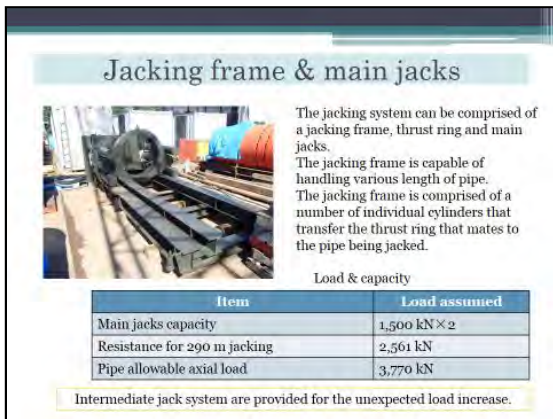 Jacking frame & main jacks
The jacking system can be comprised of
a jacking frame, thrust ring and main
jacks.
The jacking frame is capable of
handling various length of pipe.
The jacking frame is comprised of a
number of individual cylinders that
transfer the thrust ring that mates to
the pipe being jacked.
Load & capacity
Item Load assumed
Main jacks capacity 1,500 kN×2
Resistance for 290 m jacking 2,561 kN
Pipe allowable axial load 3,770 kN
Intermediate jack system are provided for the unexpected load increase.